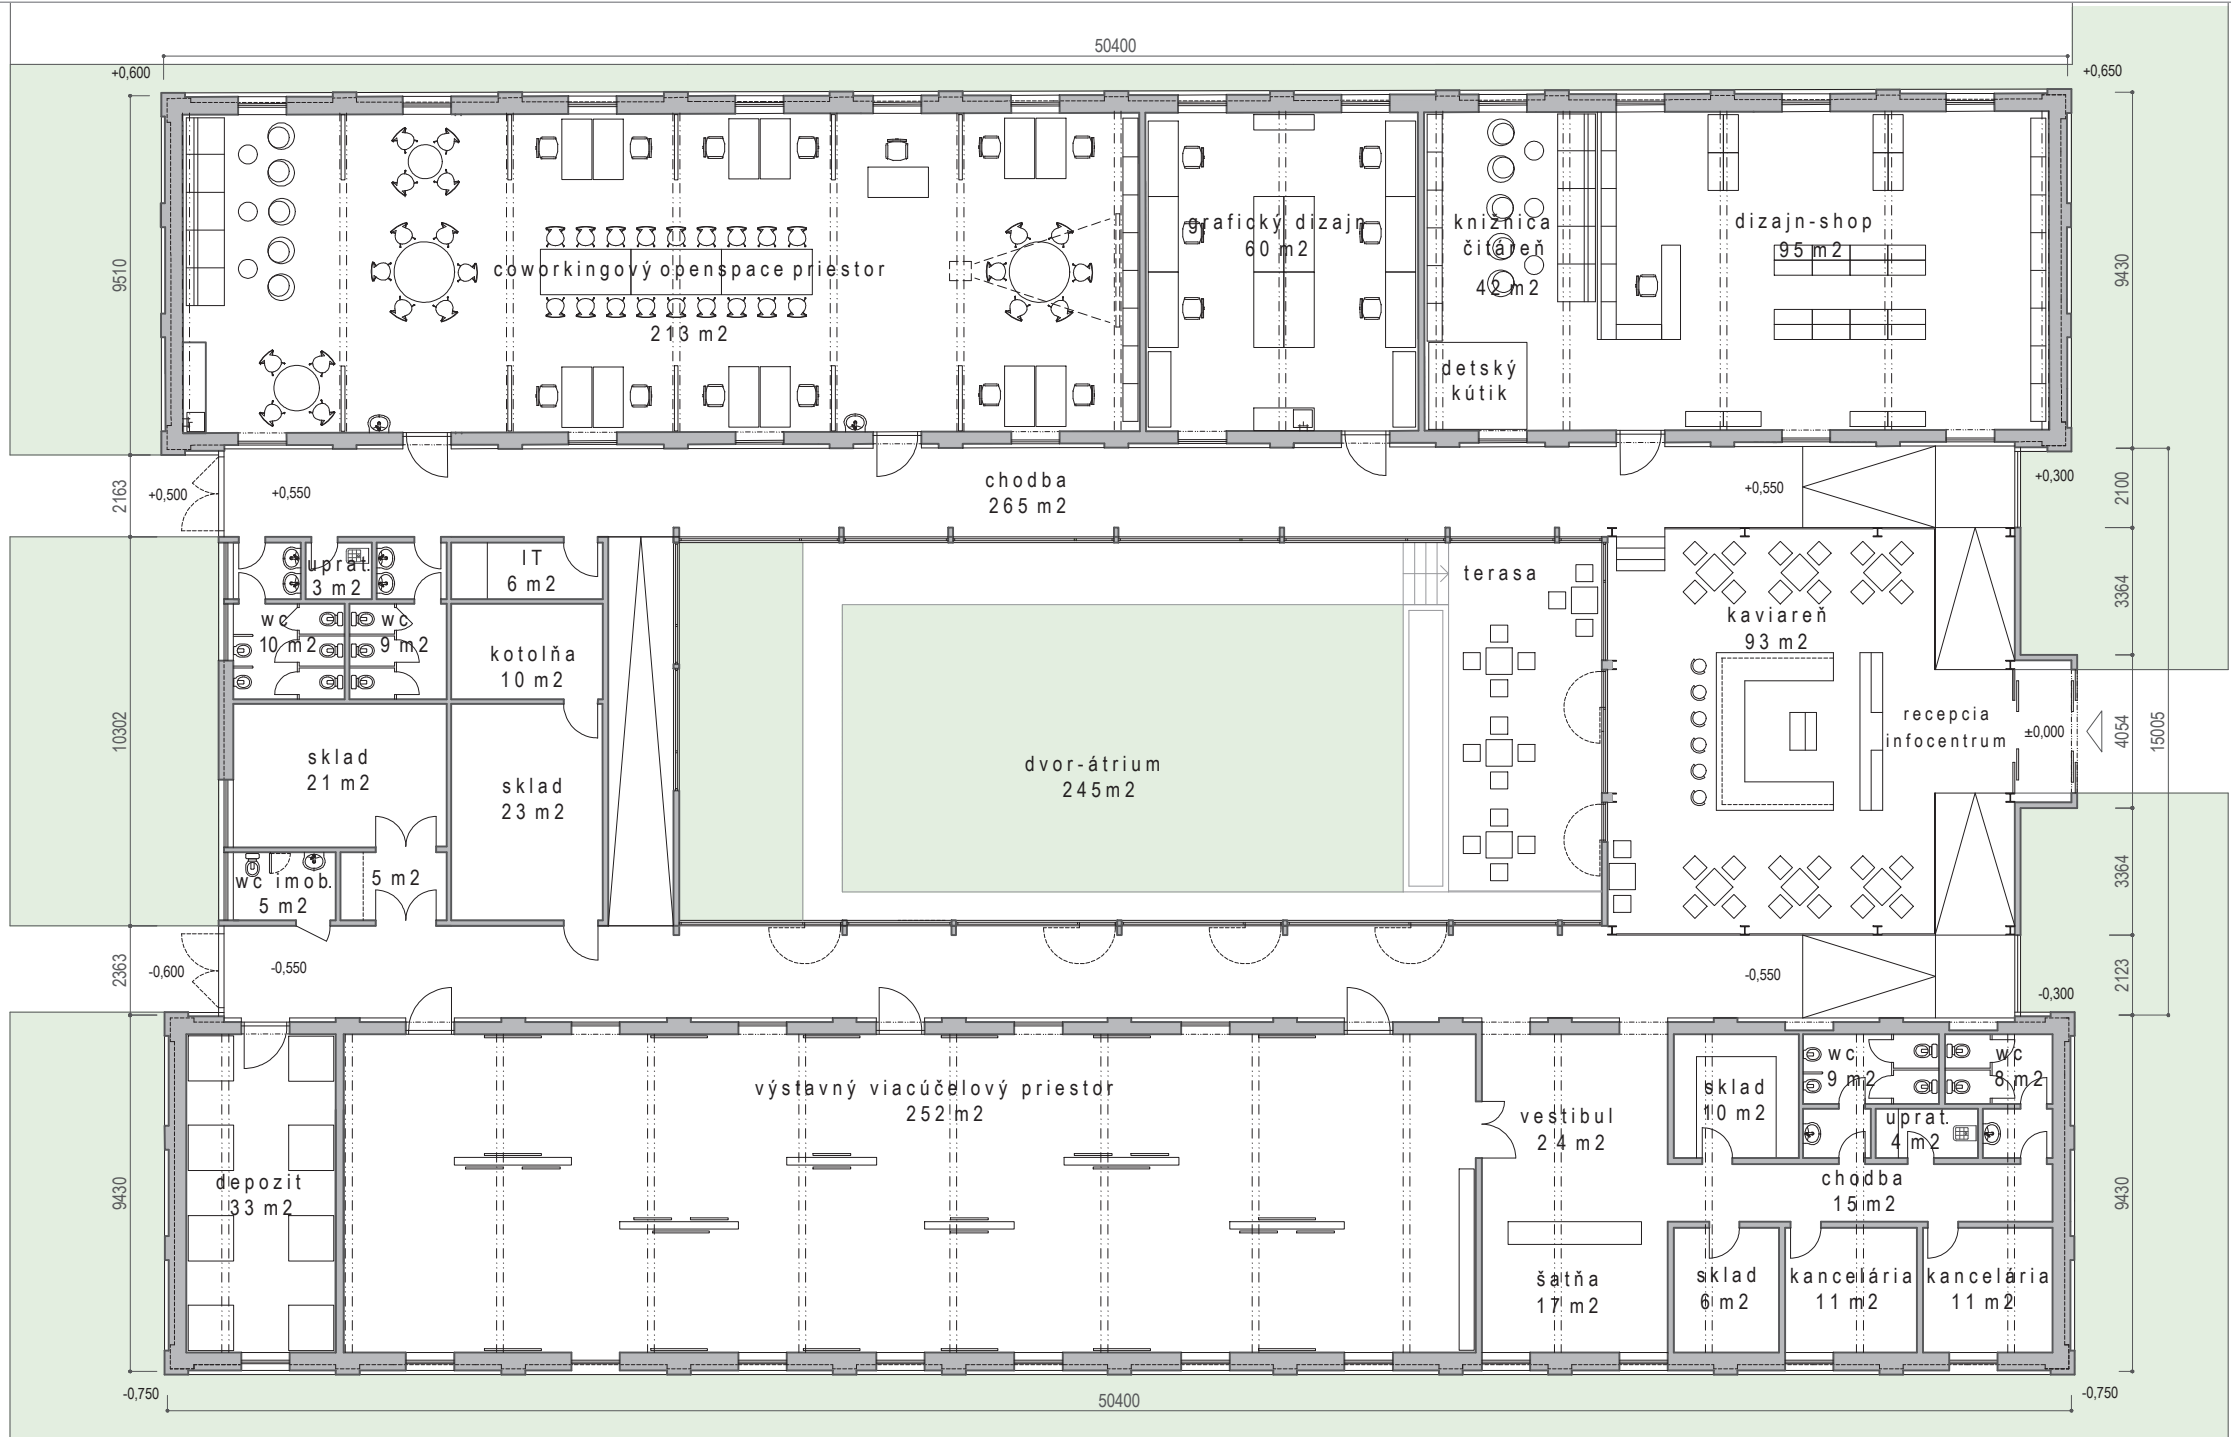 50400
+0,600
+0,650
9510
9430
grafický dizajn
60 m2
knižnica
čitáreň
42 m2
dizajn-shop
95 m2
coworkingový openspace priestor
213 m2
detský
kútik
2163
+0,500
+0,550
chodba
265 m2
+0,550
+0,300
2100
uprat.
3 m2
IT
6 m2
terasa
3364
wc
10 m2
wc
9 m2
kotolňa
10 m2
kaviareň
93 m2
10302
sklad
21 m2
sklad
23 m2
dvor-átrium
245m2
recepcia
infocentrum
±0,000
4054
15005
wc imob.
5 m2
5 m2
3364
2363
-0,600
-0,550
-0,550
-0,300
2123
výstavný viacúčelový priestor
252 m2
vestibul
24 m2
sklad
10 m2
wc
9 m2
wc
8 m2
uprat.
4 m2
chodba
15 m2
9430
depozit
33 m2
9430
šatňa
17 m2
sklad
6 m2
kancelária
11 m2
kancelária
11 m2
-0,750
50400
-0,750